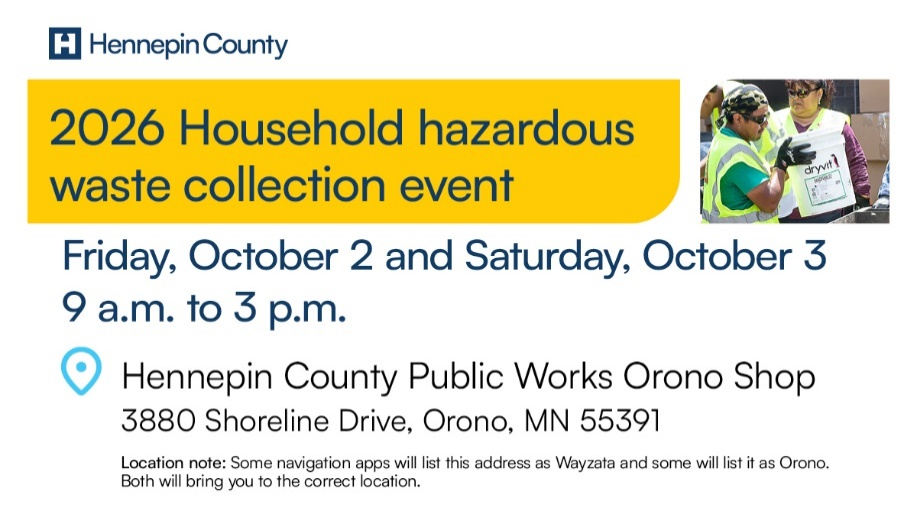 Hennepin County
2026 Household hazardous
waste collection event
dryvit
Friday, October 2 and Saturday, October 3
9 a.m. to 3 p.m.
Hennepin County Public Works Orono Shop
3880 Shoreline Drive, Orono, MN 55391
Location note: Some navigation apps will list this address as Wayzata and some will list it as Orono.
Both will bring you to the correct location.